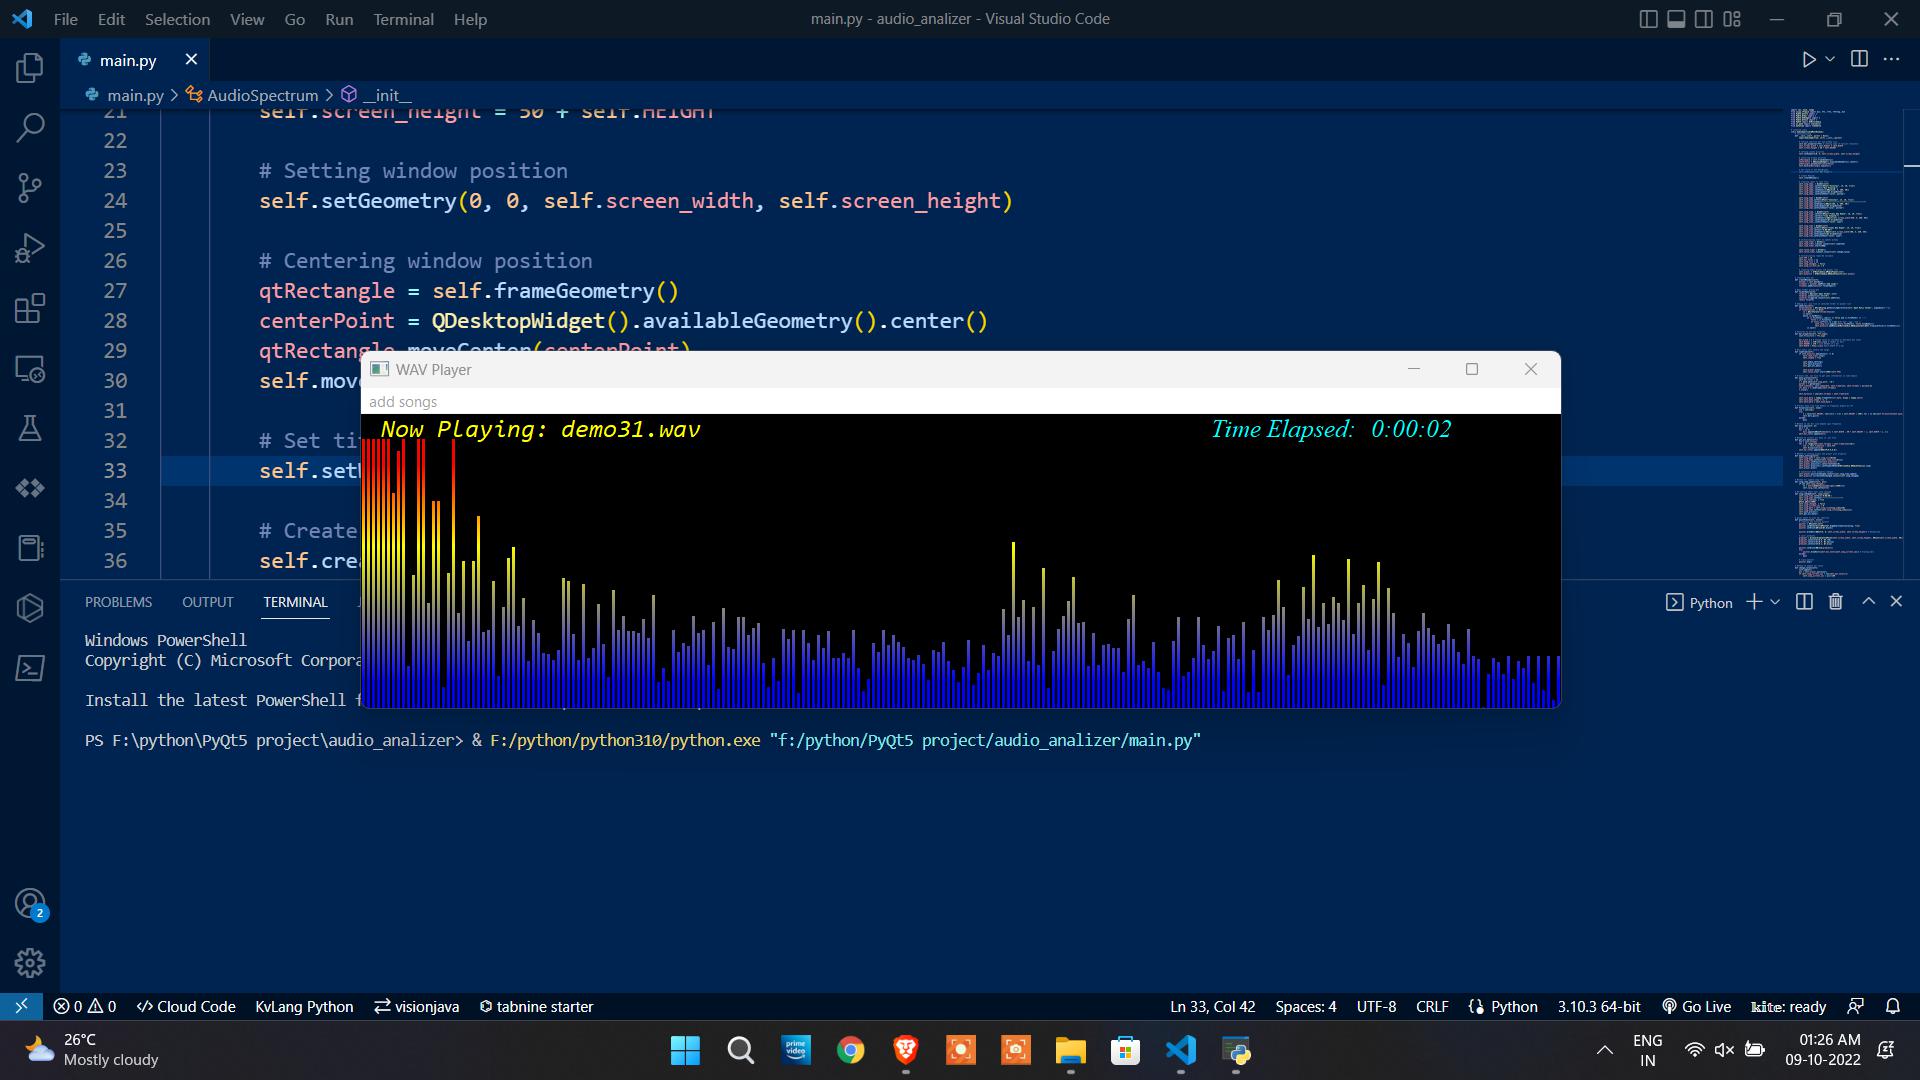 File Edit Selection View Go Run Terminal Help
main.py - audio_analizer - Visual Studio Code
main.py
main.py > AudioSpectrum > __init__
21 self.screen_height = 50 + self.HEIGHT
22
23 # Setting window position
24 self.setGeometry(0, 0, self.screen_width, self.screen_height)
25
26 # Centering window position
27 qtRectangle = self.frameGeometry()
28 centerPoint = QDesktopWidget().availableGeometry().center()
29 qtRectangle.moveCenter(centerPoint)
30 self.mov
31
32 # Set ti
33 self.set
34
35 # Create
36 self.cre
WAV Player
add songs
Now Playing: demo31.wav
Time Elapsed: 0:00:02
PROBLEMS OUTPUT TERMINAL
Python
Windows PowerShell
Copyright (C) Microsoft Corpora
Install the latest PowerShell f
PS F:\python\PyQt5 project\audio_analizer> & F:/python/python310/python.exe "f:/python/PyQt5 project/audio_analizer/main.py"
2
0 0 Cloud Code KvLang Python visionjava tabnine starter
Ln 33, Col 42 Spaces: 4 UTF-8 CRLF Python 3.10.3 64-bit Go Live kite: ready
26°C
Mostly cloudy
prime video
ENG
IN
01:26 AM
09-10-2022